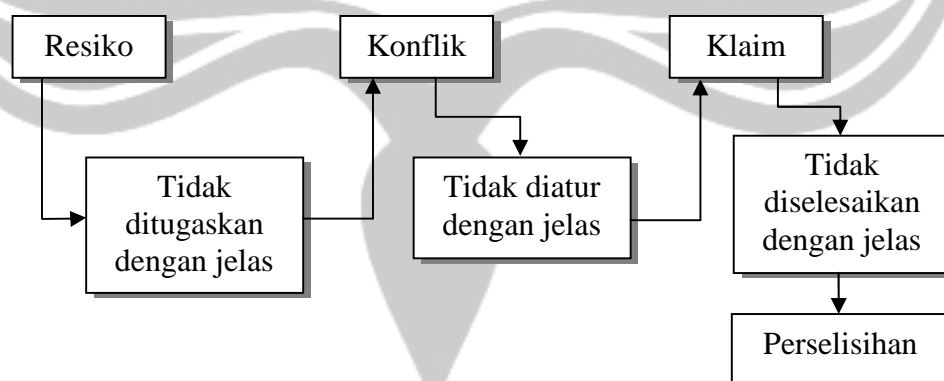 Resiko
Konflik
Klaim
Tidak
ditugaskan
dengan jelas
Tidak diatur
dengan jelas
Tidak
diselesaikan
dengan jelas
Perselisihan